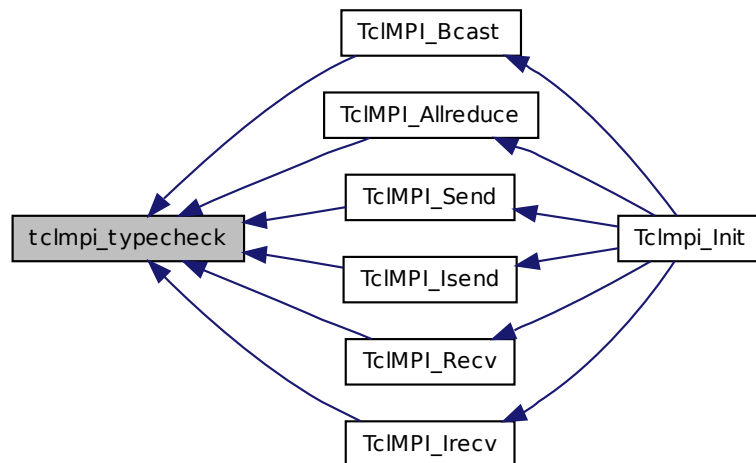 TclMPI_Bcast
TclMPI_Allreduce
TclMPI_Send
tclmpi_typecheck
Tclmpi_Init
TclMPI_Isend
TclMPI_Recv
TclMPI_Irecv